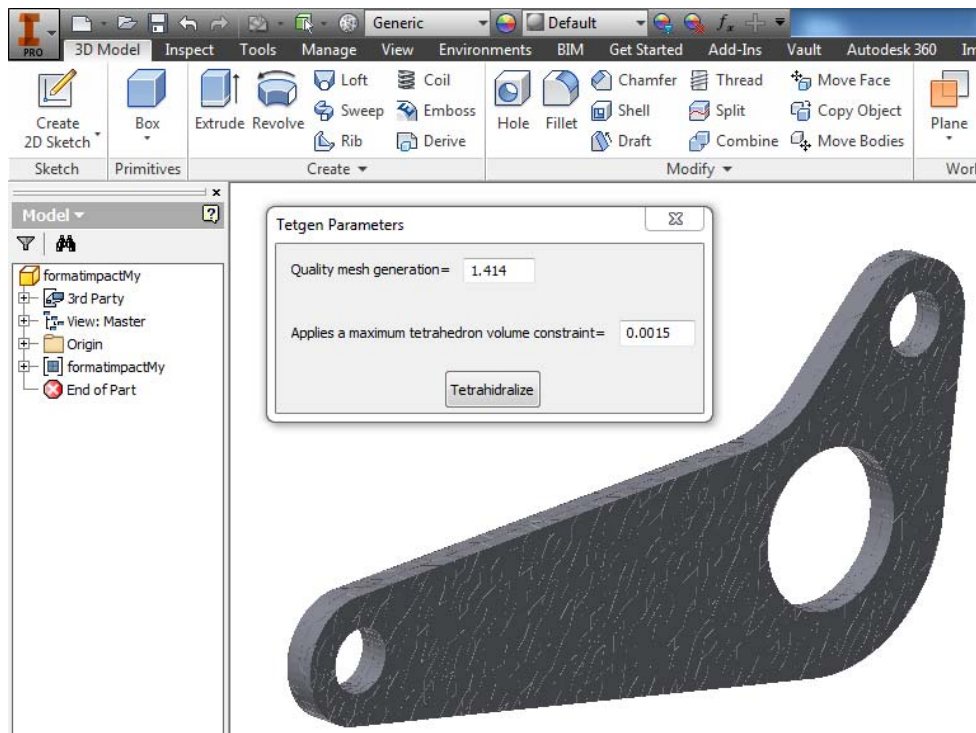 PRO
Generic
Default
fx
3D Model Inspect Tools Manage View Environments BIM Get Started Add-Ins Vault Autodesk 360
Create
2D Sketch
Box
Extrude
Revolve
Loft
Sweep
Rib
Coil
Emboss
Derive
Hole
Fillet
Chamfer
Shell
Draft
Thread
Split
Combine
Move Face
Copy Object
Move Bodies
Plane
Sketch
Primitives
Create
Modify
Model
formatimpactMy
3rd Party
View: Master
Origin
formatimpactMy
End of Part
Tetgen Parameters
Quality mesh generation= 1.414
Applies a maximum tetrahedron volume constraint= 0.0015
Tetrahidralize